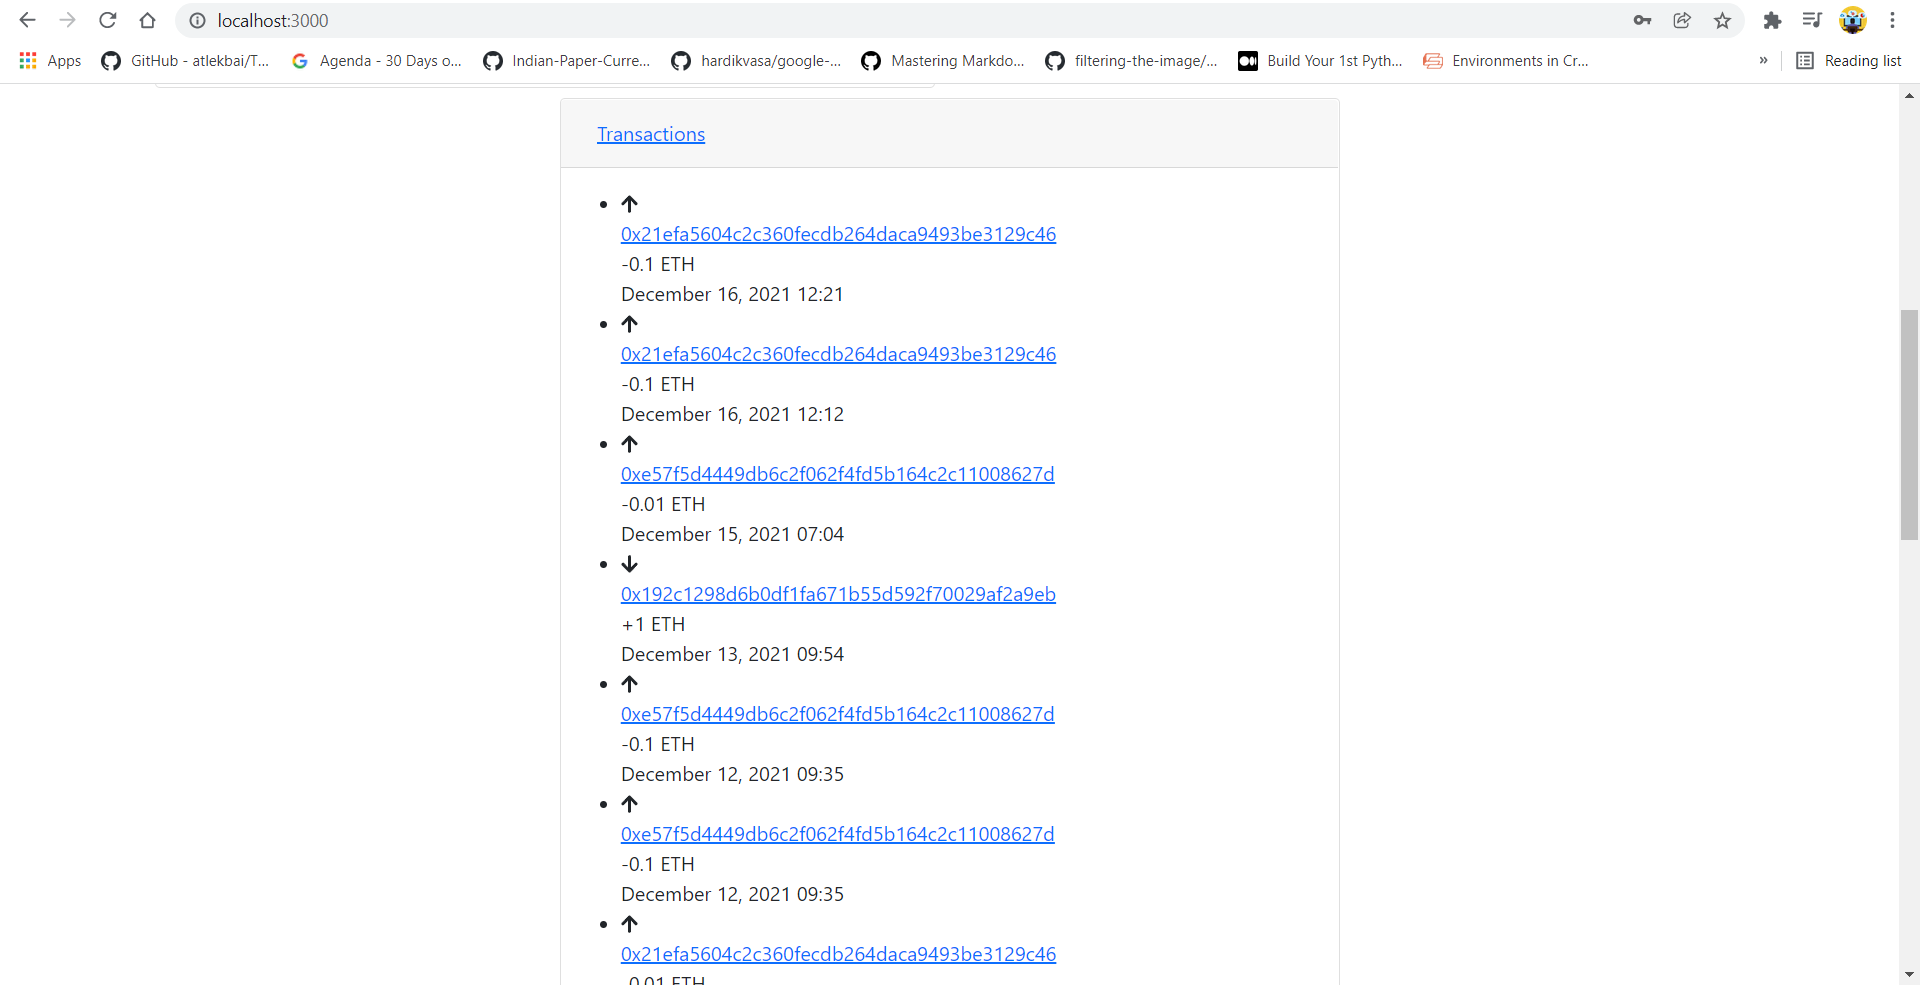 localhost:3000
Apps GitHub - atlekbai/T... Agenda - 30 Days o... Indian-Paper-Curre... hardikvasa/google-... Mastering Markdo... filtering-the-image/... Build Your 1st Pyth... Environments in Cr... » Reading list
Transactions
0x21efa5604c2c360fecdb264daca9493be3129c46
-0.1 ETH
December 16, 2021 12:21
0x21efa5604c2c360fecdb264daca9493be3129c46
-0.1 ETH
December 16, 2021 12:12
0xe57f5d4449db6c2f062f4fd5b164c2c11008627d
-0.01 ETH
December 15, 2021 07:04
0x192c1298d6b0df1fa671b55d592f70029af2a9eb
+1 ETH
December 13, 2021 09:54
0xe57f5d4449db6c2f062f4fd5b164c2c11008627d
-0.1 ETH
December 12, 2021 09:35
0xe57f5d4449db6c2f062f4fd5b164c2c11008627d
-0.1 ETH
December 12, 2021 09:35
0x21efa5604c2c360fecdb264daca9493be3129c46
-0.01 ETH